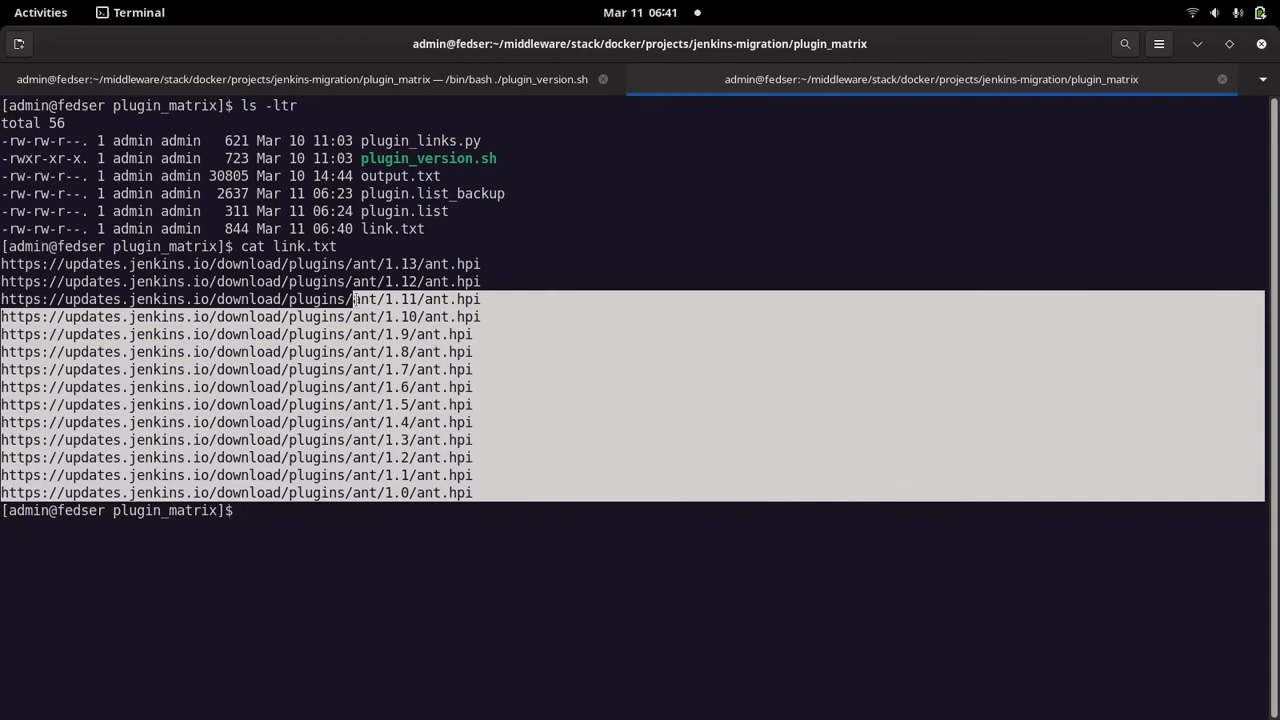 Activities
Terminal
Mar 11 06:41
admin@fedser:~/middleware/stack/docker/projects/jenkins-migration/plugin_matrix
admin@fedser:~/middleware/stack/docker/projects/jenkins-migration/plugin_matrix — /bin/bash ./plugin_version.sh
admin@fedser:~/middleware/stack/docker/projects/jenkins-migration/plugin_matrix
[admin@fedser plugin_matrix]$ ls -ltr
total 56
-rw-rw-r--. 1 admin admin   621 Mar 10 11:03 plugin_links.py
-rwxr-xr-x. 1 admin admin   723 Mar 10 11:03 plugin_version.sh
-rw-rw-r--. 1 admin admin 30805 Mar 10 14:44 output.txt
-rw-rw-r--. 1 admin admin  2637 Mar 11 06:23 plugin.list_backup
-rw-rw-r--. 1 admin admin   311 Mar 11 06:24 plugin.list
-rw-rw-r--. 1 admin admin   844 Mar 11 06:40 link.txt
[admin@fedser plugin_matrix]$ cat link.txt
https://updates.jenkins.io/download/plugins/ant/1.13/ant.hpi
https://updates.jenkins.io/download/plugins/ant/1.12/ant.hpi
https://updates.jenkins.io/download/plugins/ant/1.11/ant.hpi
https://updates.jenkins.io/download/plugins/ant/1.10/ant.hpi
https://updates.jenkins.io/download/plugins/ant/1.9/ant.hpi
https://updates.jenkins.io/download/plugins/ant/1.8/ant.hpi
https://updates.jenkins.io/download/plugins/ant/1.7/ant.hpi
https://updates.jenkins.io/download/plugins/ant/1.6/ant.hpi
https://updates.jenkins.io/download/plugins/ant/1.5/ant.hpi
https://updates.jenkins.io/download/plugins/ant/1.4/ant.hpi
https://updates.jenkins.io/download/plugins/ant/1.3/ant.hpi
https://updates.jenkins.io/download/plugins/ant/1.2/ant.hpi
https://updates.jenkins.io/download/plugins/ant/1.1/ant.hpi
https://updates.jenkins.io/download/plugins/ant/1.0/ant.hpi
[admin@fedser plugin_matrix]$